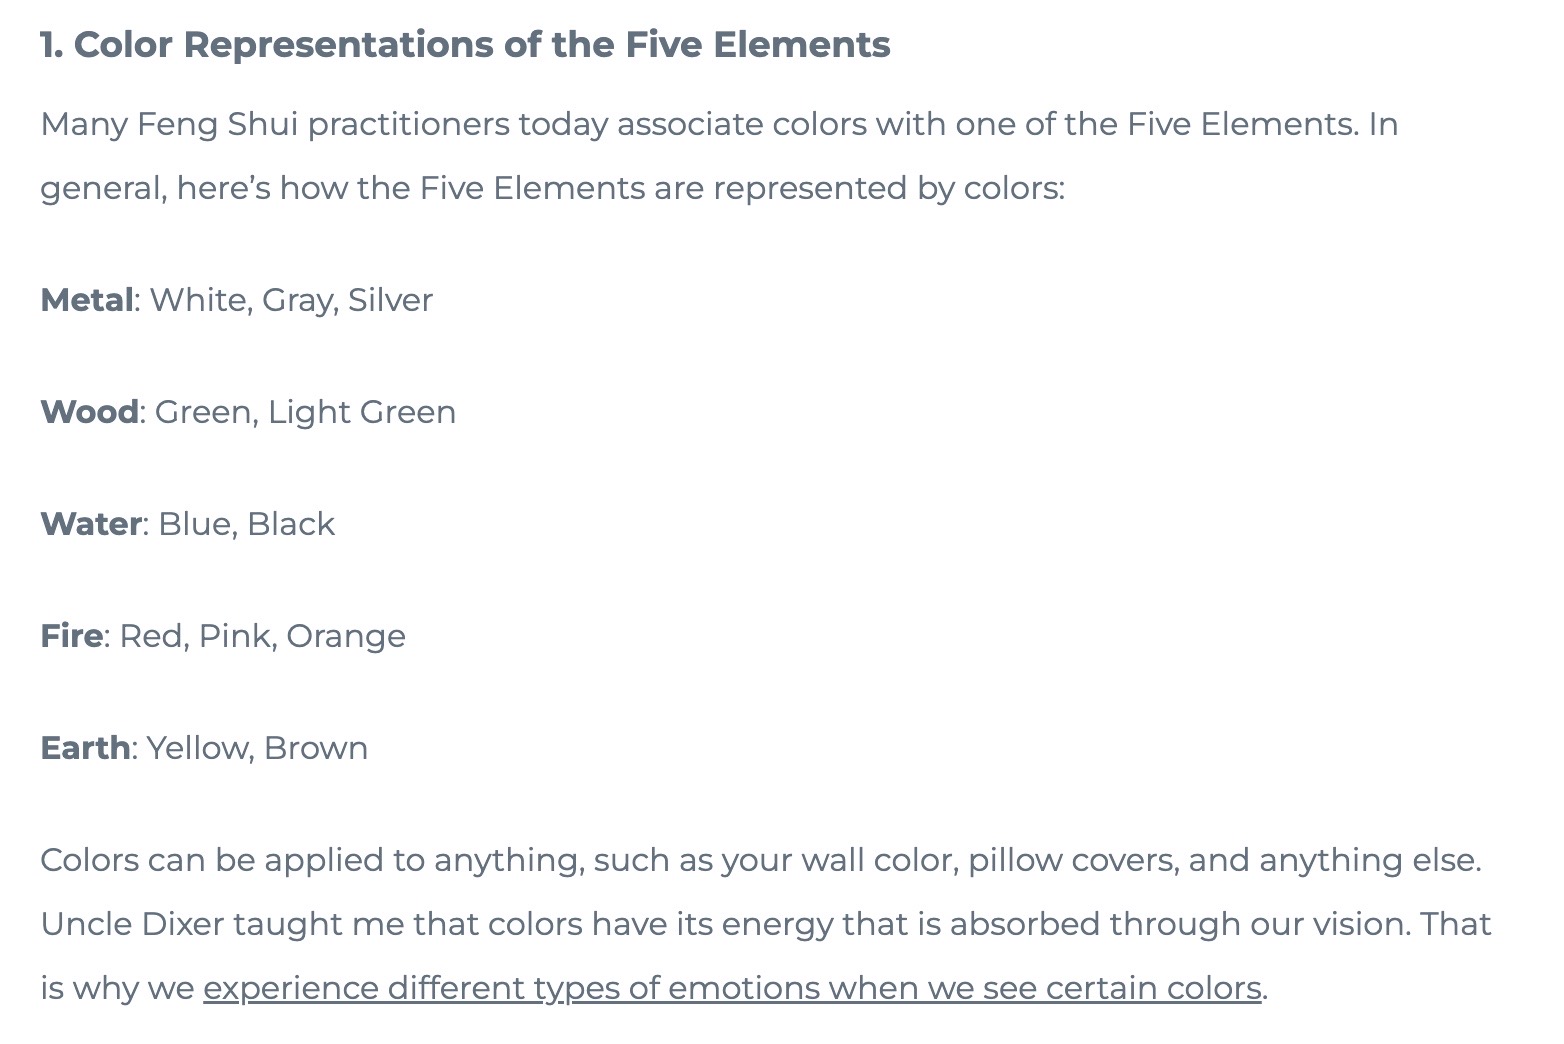 1. Color Representations of the Five Elements
Many Feng Shui practitioners today associate colors with one of the Five Elements. In
general, here’s how the Five Elements are represented by colors:
Metal: White, Gray, Silver
Wood: Green, Light Green
Water: Blue, Black
Fire: Red, Pink, Orange
Earth: Yellow, Brown
Colors can be applied to anything, such as your wall color, pillow covers, and anything else.
Uncle Dixer taught me that colors have its energy that is absorbed through our vision. That
is why we experience different types of emotions when we see certain colors.